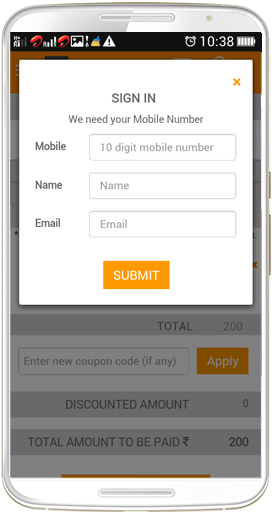 10:38
×
SIGN IN
We need your Mobile Number
Mobile 10 digit mobile number
Name Name
Email Email
SUBMIT
*
s.
×
TOTAL 200
Enter new coupon code (if any) Apply
DISCOUNTED AMOUNT 0
TOTAL AMOUNT TO BE PAID ₹ 200